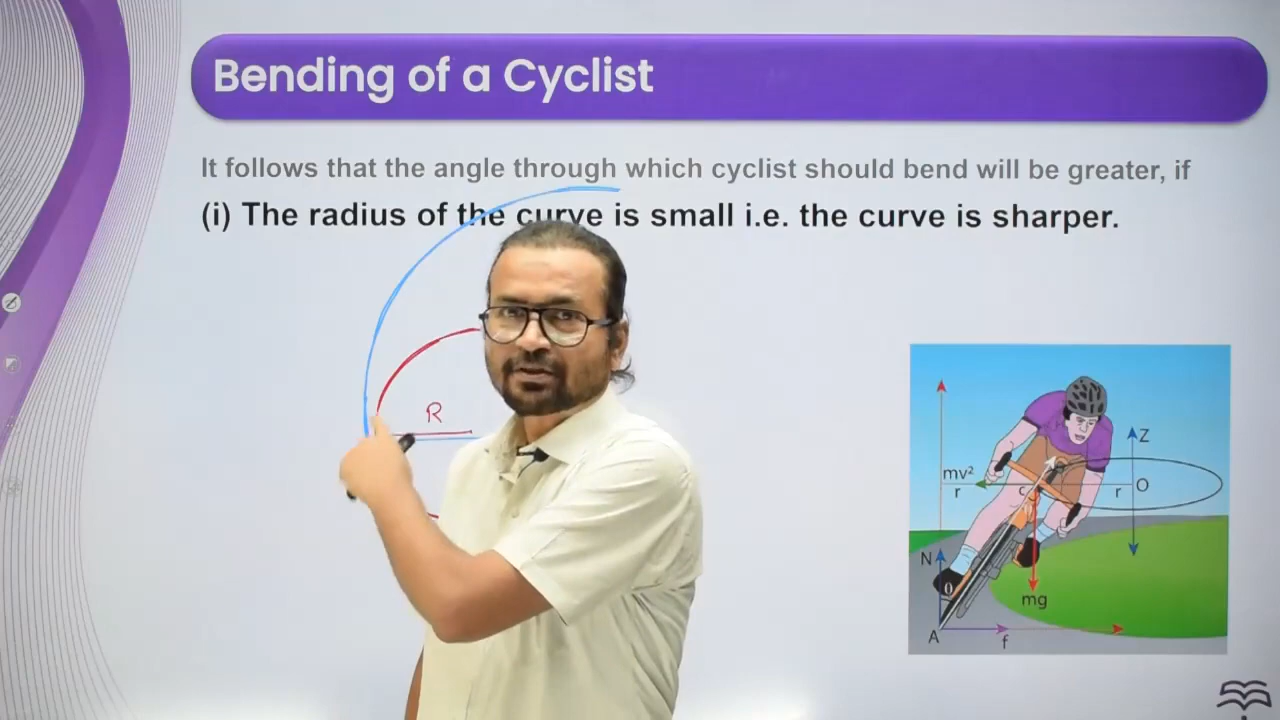 Bending of a Cyclist
It follows that the angle through which cyclist should bend will be greater, if
(i) The radius of the curve is small i.e. the curve is sharper.
R
Z
mv²
r
c
r
O
N
θ
mg
A
f